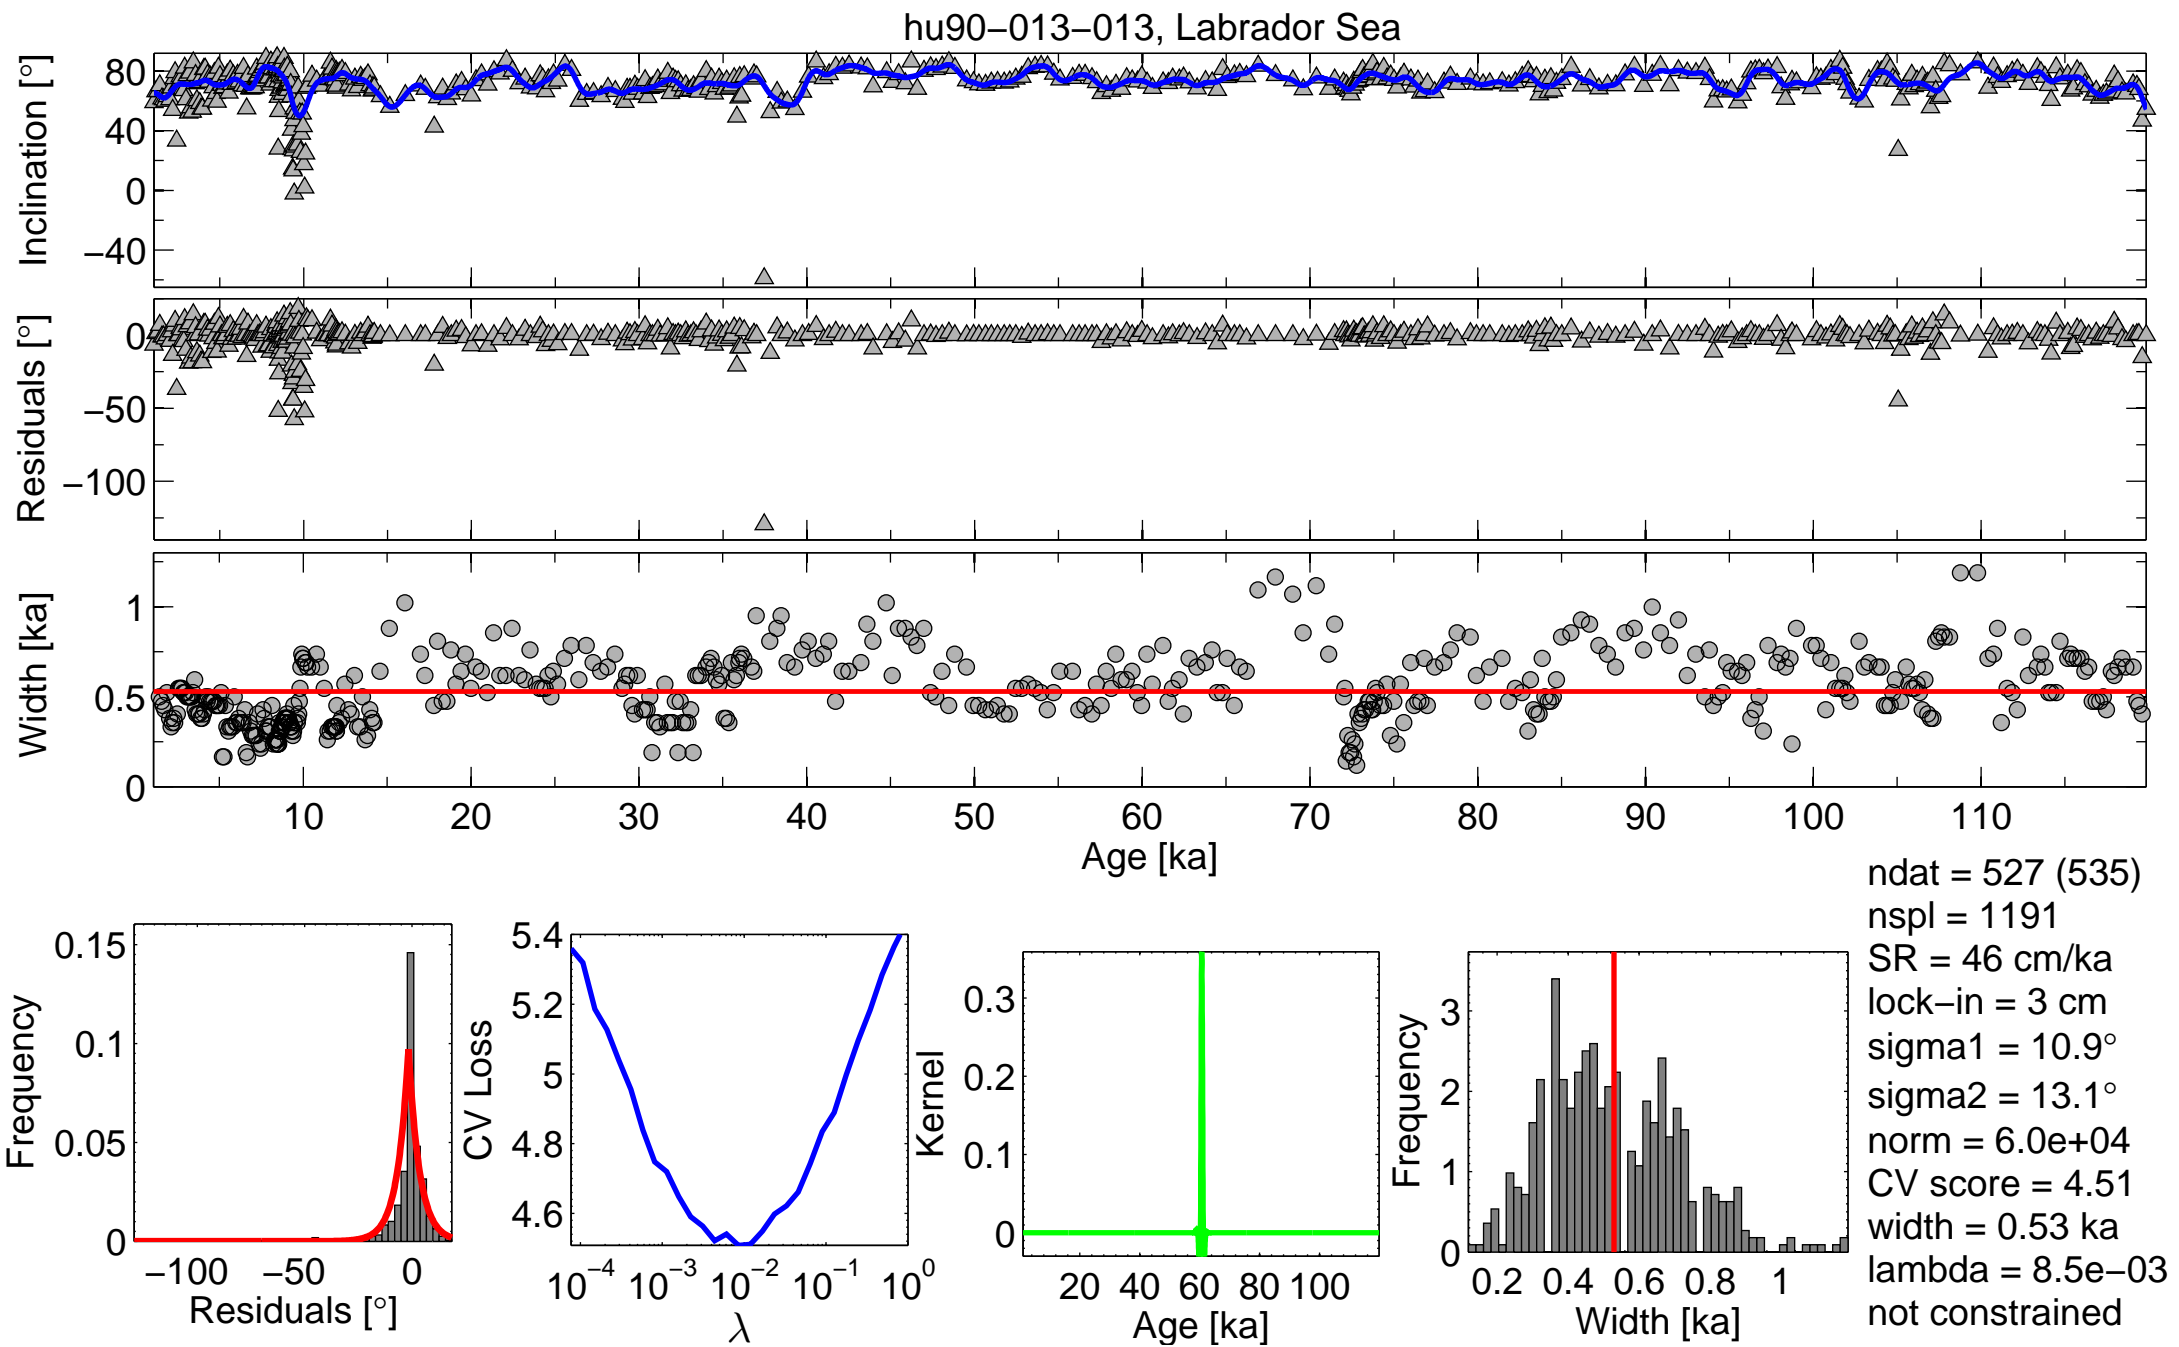 hu90−013−013, Labrador Sea
Inclination [°]
80
40
0
−40
Residuals [°]
0
−50
−100
Width [ka]
1
0.5
0
10 20 30 40 50 60 70 80 90 100 110
Age [ka]
Frequency
0.15
0.1
0.05
0
−100 −50 0
Residuals [°]
CV Loss
5.4
5.2
5
4.8
4.6
10−4 10−3 10−2 10−1 100
λ
Kernel
0.3
0.2
0.1
0
20 40 60 80 100
Age [ka]
Frequency
3
2
1
0
0.2 0.4 0.6 0.8 1
Width [ka]
ndat = 527 (535)
nspl = 1191
SR = 46 cm/ka
lock−in = 3 cm
sigma1 = 10.9°
sigma2 = 13.1°
norm = 6.0e+04
CV score = 4.51
width = 0.53 ka
lambda = 8.5e−03
not constrained